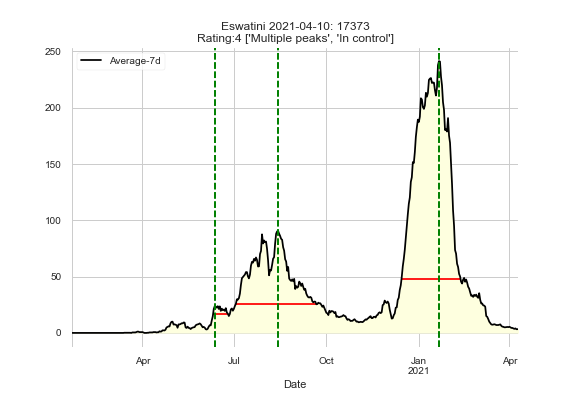 Eswatini 2021-04-10: 17373
Rating:4 ['Multiple peaks', 'In control']
Average-7d
250
200
150
100
50
0
Apr
Jul
Oct
Jan
2021
Apr
Date